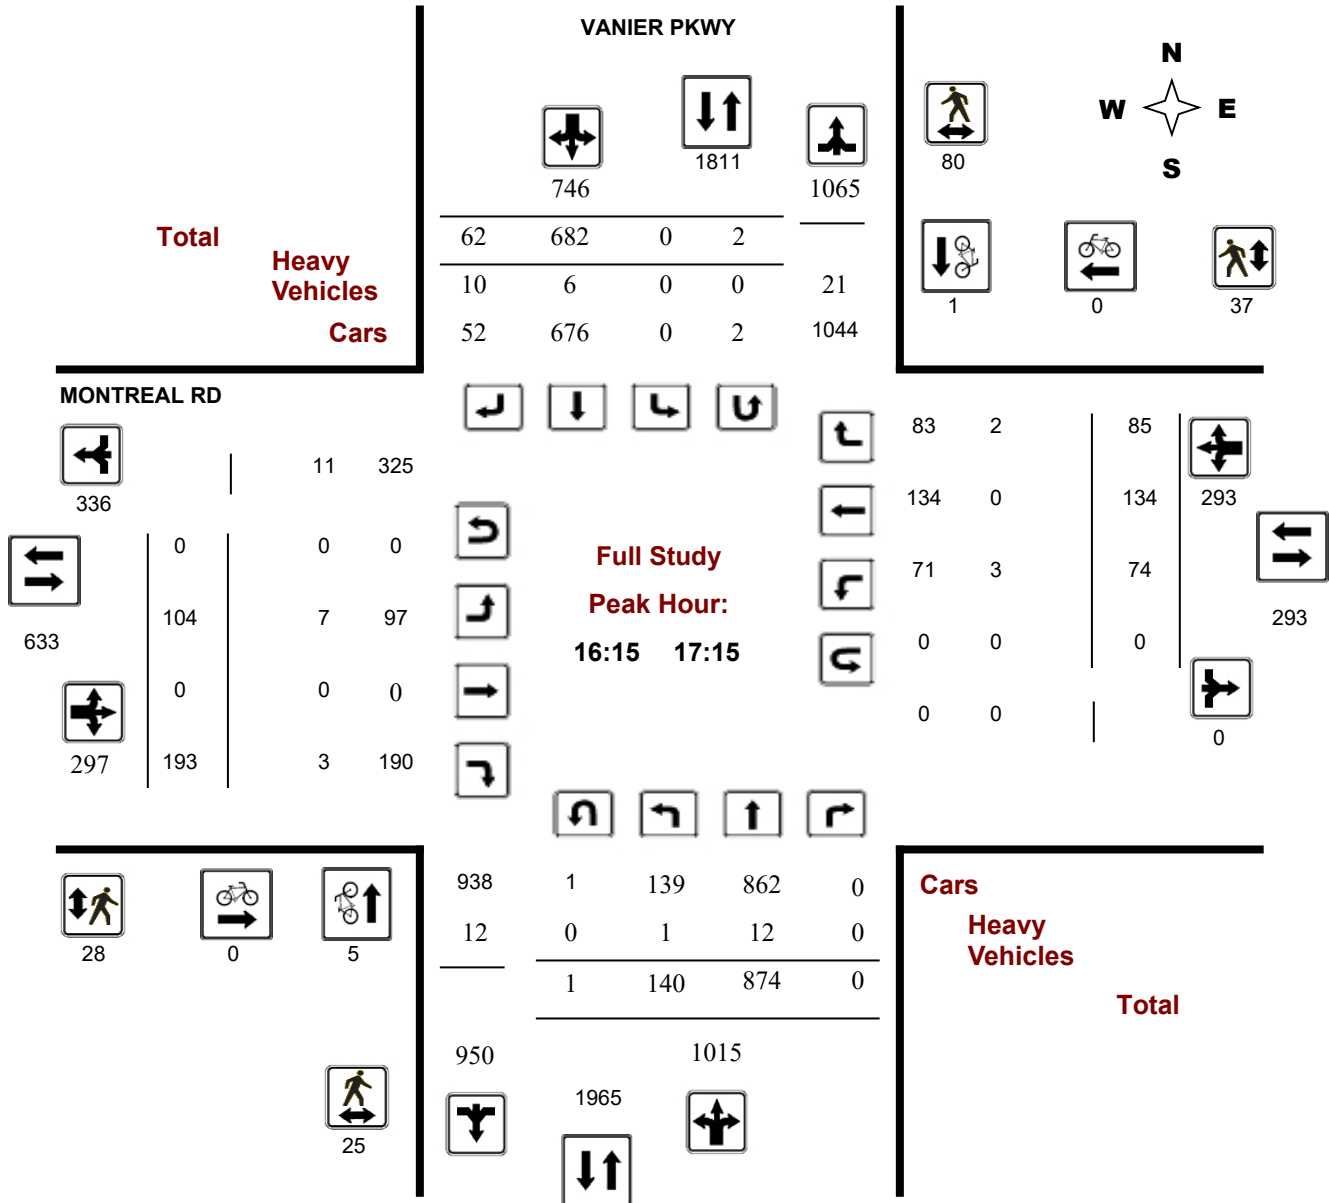 VANIER PKWY
N
W E
S
1811
80
746
1065
Total
62 682 0 2
Heavy
Vehicles
10 6 0 0 21
Cars
52 676 0 2 1044
1 0 37
MONTREAL RD
83 2 85
11 325
336
134 0 134 293
0 0 0
Full Study
71 3 74
Peak Hour:
104 7 97
293
633
16:15 17:15
0 0 0
0 0 0
0 0
0
297 193 3 190
938 1 139 862 0
Cars
12 0 1 12 0
Heavy
Vehicles
28 0 5
1 140 874 0
Total
950 1015
1965
25